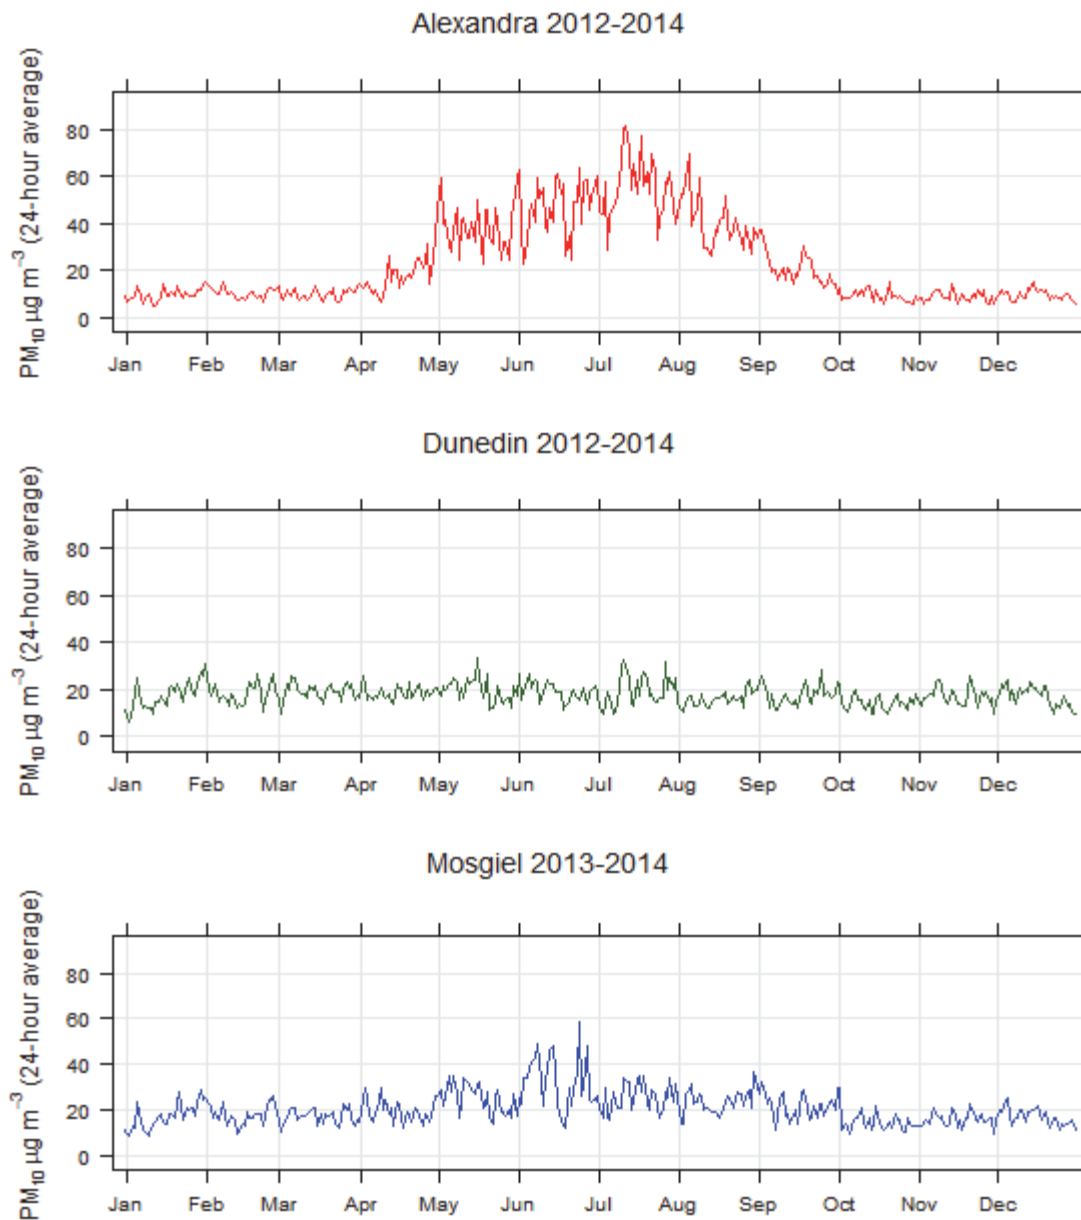 Alexandra 2012-2014
PM₁₀ µg m⁻³ (24-hour average)
80
60
40
20
0
Jan Feb Mar Apr May Jun Jul Aug Sep Oct Nov Dec
Dunedin 2012-2014
PM₁₀ µg m⁻³ (24-hour average)
80
60
40
20
0
Jan Feb Mar Apr May Jun Jul Aug Sep Oct Nov Dec
Mosgiel 2013-2014
PM₁₀ µg m⁻³ (24-hour average)
80
60
40
20
0
Jan Feb Mar Apr May Jun Jul Aug Sep Oct Nov Dec